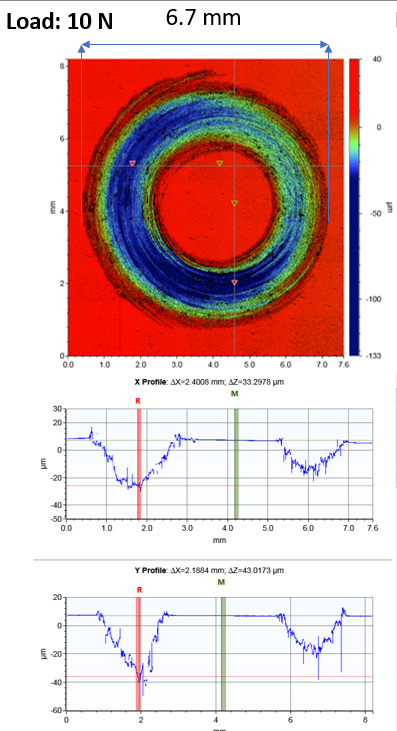 Load: 10 N
6.7 mm
8
6
4
2
0
mm
0.0 1.0 2.0 3.0 4.0 5.0 6.0 7.0 7.6
40
0
-50
-100
-133
µm
X Profile: ΔX=2.4008 mm; ΔZ=33.2978 µm
R
M
30
20
0
-20
-40
-50
µm
0.0 1.0 2.0 3.0 4.0 5.0 6.0 7.0 7.6
mm
Y Profile: ΔX=2.1884 mm; ΔZ=43.0173 µm
R
M
20
0
-20
-40
-60
µm
0 2 4 6 8
mm